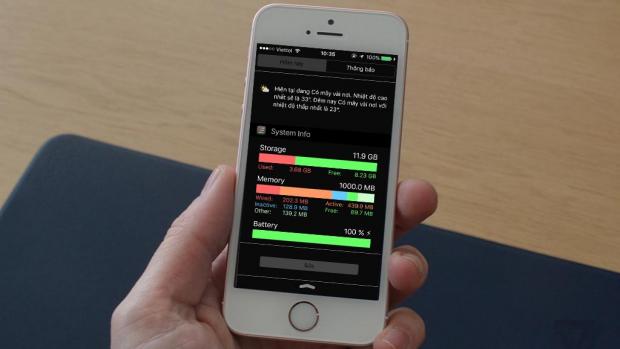 Viettel 10:35 100%
Hôm nay Thông báo
Hiện tại đang Có mây vài nơi. Nhiệt độ cao
nhất sẽ là 33°. Đêm nay Có mây vài nơi với
nhiệt độ thấp nhất là 23°.
System Info
Storage 11.9 GB
Used: 3.68 GB Free: 8.23 GB
Memory 1000.0 MB
Wired: 202.3 MB Active: 439.9 MB
Inactive: 128.9 MB Free: 89.7 MB
Other: 139.2 MB
Battery 100 %
Sửa